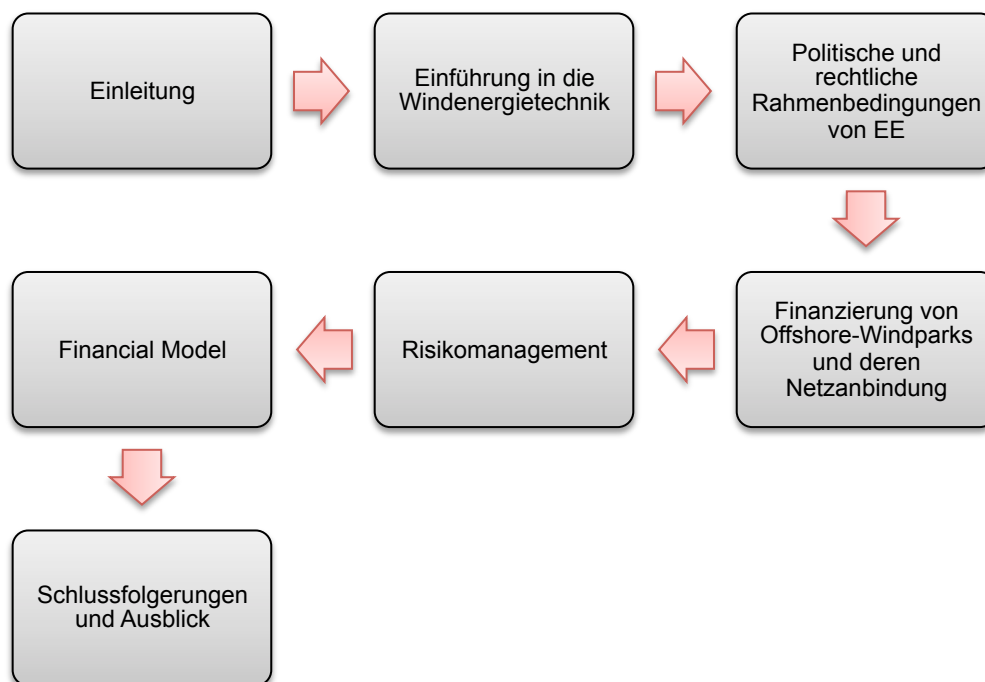 Einleitung
Einführung in die
Windenergietechnik
Politische und
rechtliche
Rahmenbedingungen
von EE
Finanzierung von
Offshore-Windparks
und deren
Netzanbindung
Risikomanagement
Financial Model
Schlussfolgerungen
und Ausblick